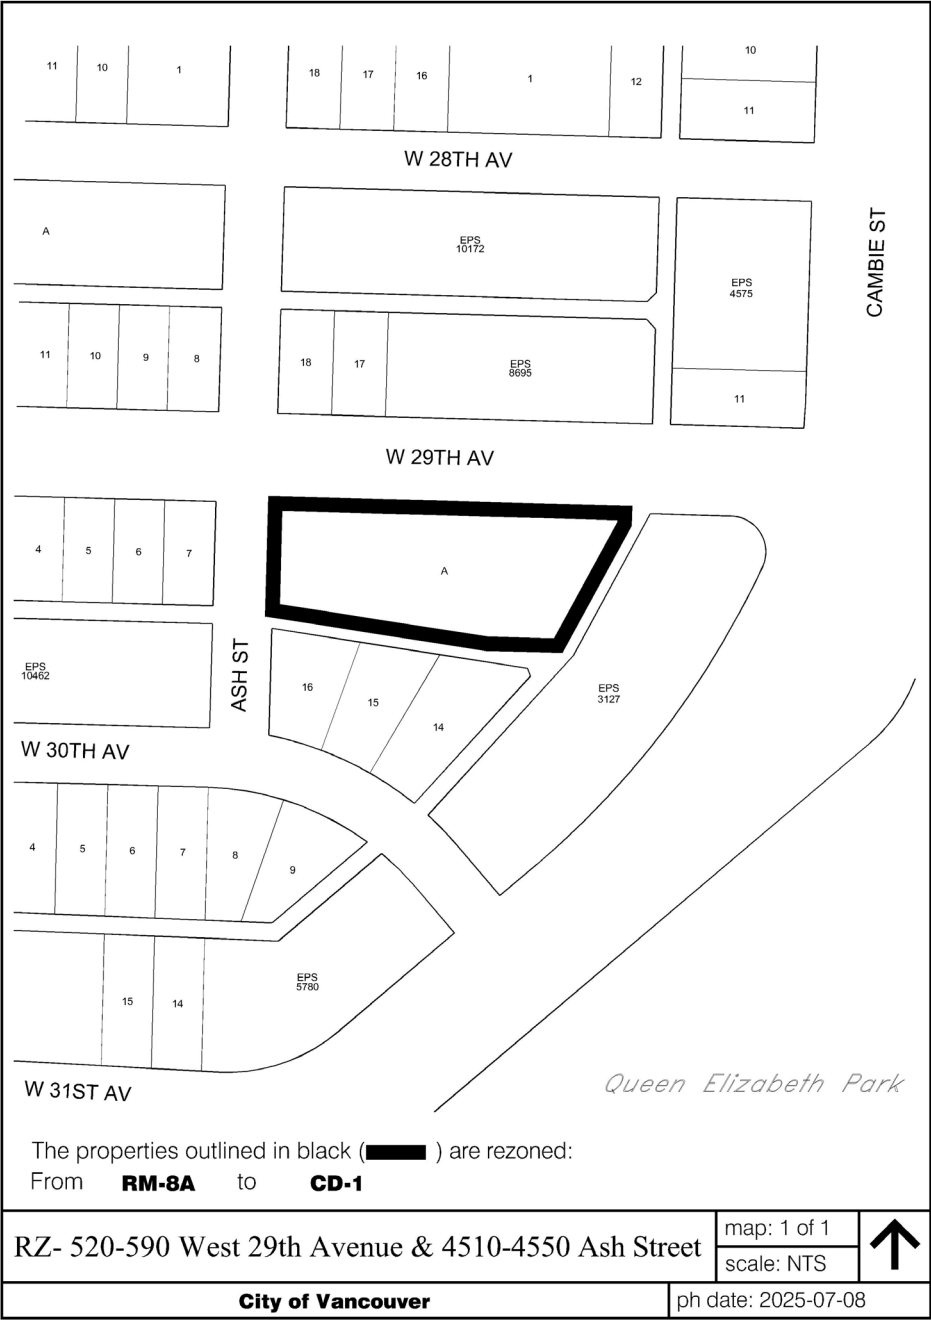 11
10
1
18
17
16
1
12
10
11
W 28TH AV
A
EPS
10172
EPS
4575
CAMBIE ST
11
10
9
8
18
17
EPS
8695
11
W 29TH AV
4
5
6
7
A
EPS
10462
ASH ST
16
15
14
EPS
3127
W 30TH AV
4
5
6
7
8
9
15
14
EPS
5780
W 31ST AV
Queen Elizabeth Park
The properties outlined in black ( ) are rezoned:
From RM-8A to CD-1
RZ- 520-590 West 29th Avenue & 4510-4550 Ash Street
map: 1 of 1
scale: NTS
City of Vancouver
ph date: 2025-07-08